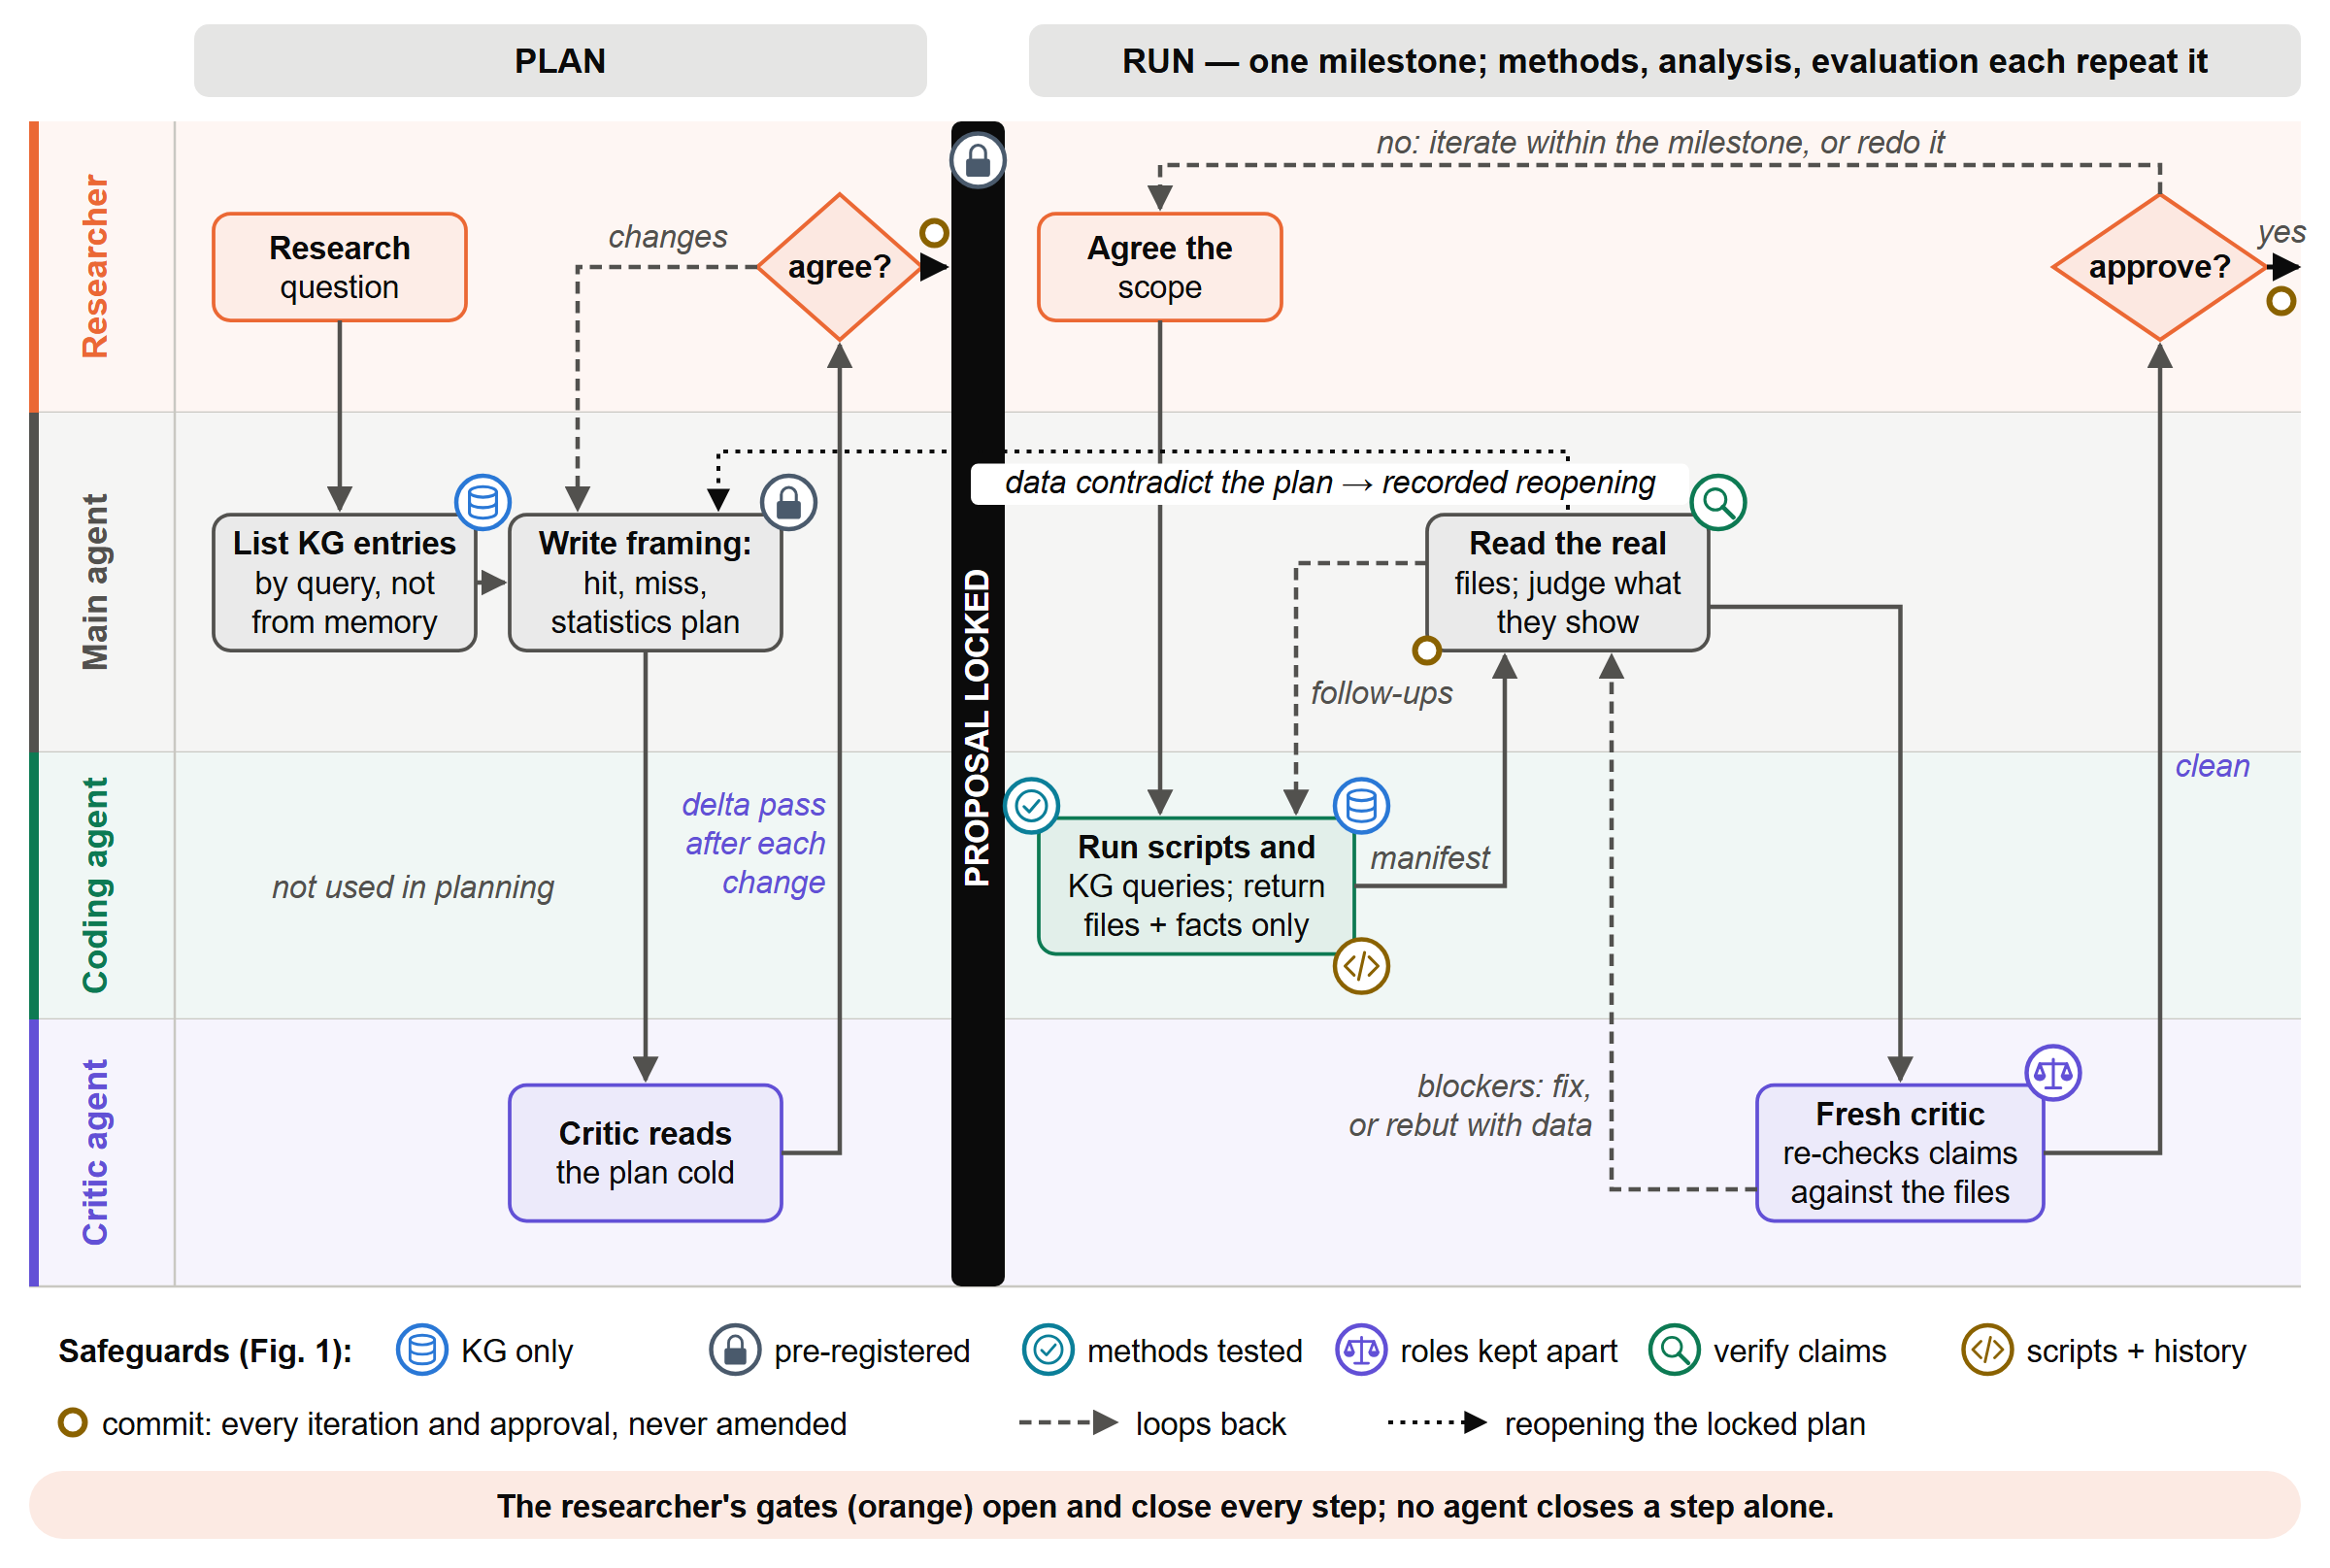 PLAN
RUN — one milestone; methods, analysis, evaluation each repeat it
Researcher
Research
question
changes
agree?
no: iterate within the milestone, or redo it
Agree the
scope
approve?
yes
Main agent
List KG entries
by query, not
from memory
Write framing:
hit, miss,
statistics plan
PROPOSAL LOCKED
data contradict the plan → recorded reopening
Read the real
files; judge what
they show
follow-ups
Coding agent
not used in planning
delta pass
after each
change
Run scripts and
KG queries; return
files + facts only
manifest
clean
Critic agent
Critic reads
the plan cold
blockers: fix,
or rebut with data
Fresh critic
re-checks claims
against the files
Safeguards (Fig. 1):
KG only
pre-registered
methods tested
roles kept apart
verify claims
scripts + history
commit: every iteration and approval, never amended
loops back
reopening the locked plan
The researcher's gates (orange) open and close every step; no agent closes a step alone.